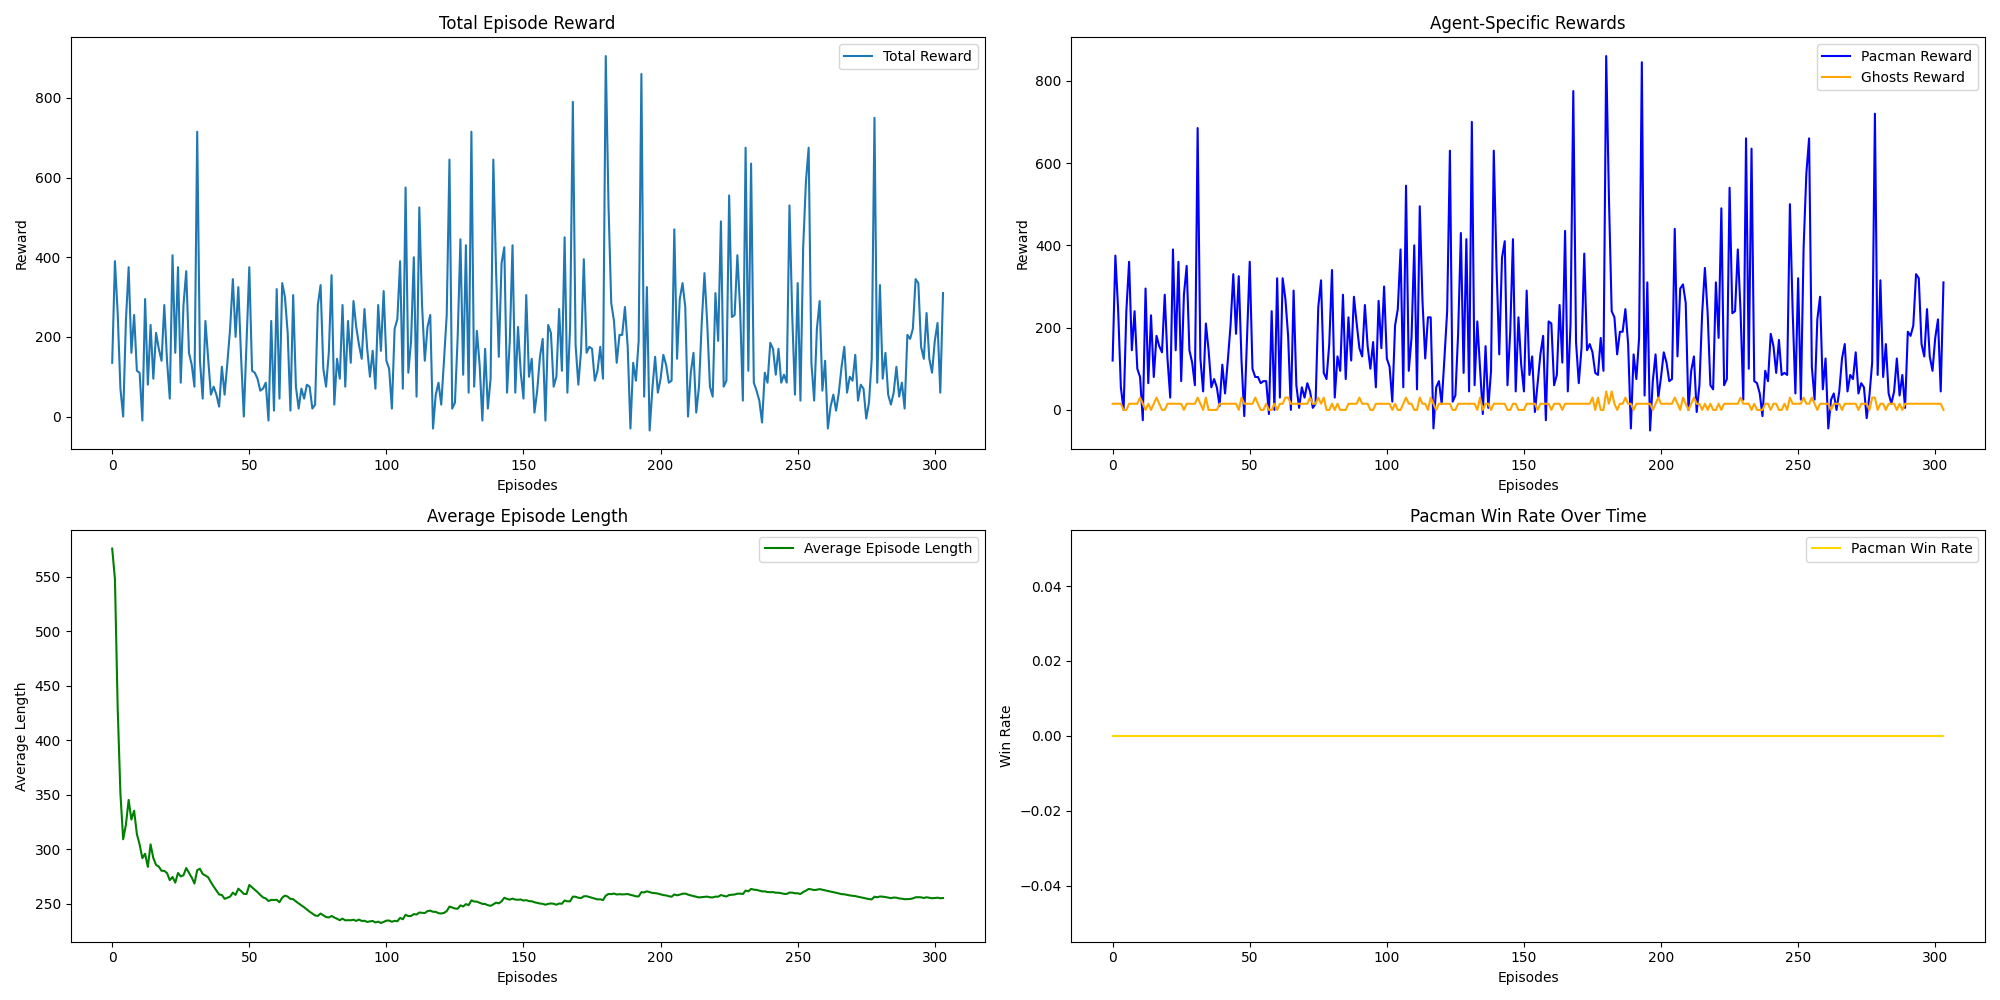 Total Episode Reward
Total Reward
Reward
800
600
400
200
0
0 50 100 150 200 250 300
Episodes
Agent-Specific Rewards
Pacman Reward
Ghosts Reward
Reward
800
600
400
200
0
0 50 100 150 200 250 300
Episodes
Average Episode Length
Average Episode Length
Average Length
550
500
450
400
350
300
250
0 50 100 150 200 250 300
Episodes
Pacman Win Rate Over Time
Pacman Win Rate
Win Rate
0.04
0.02
0.00
−0.02
−0.04
0 50 100 150 200 250 300
Episodes